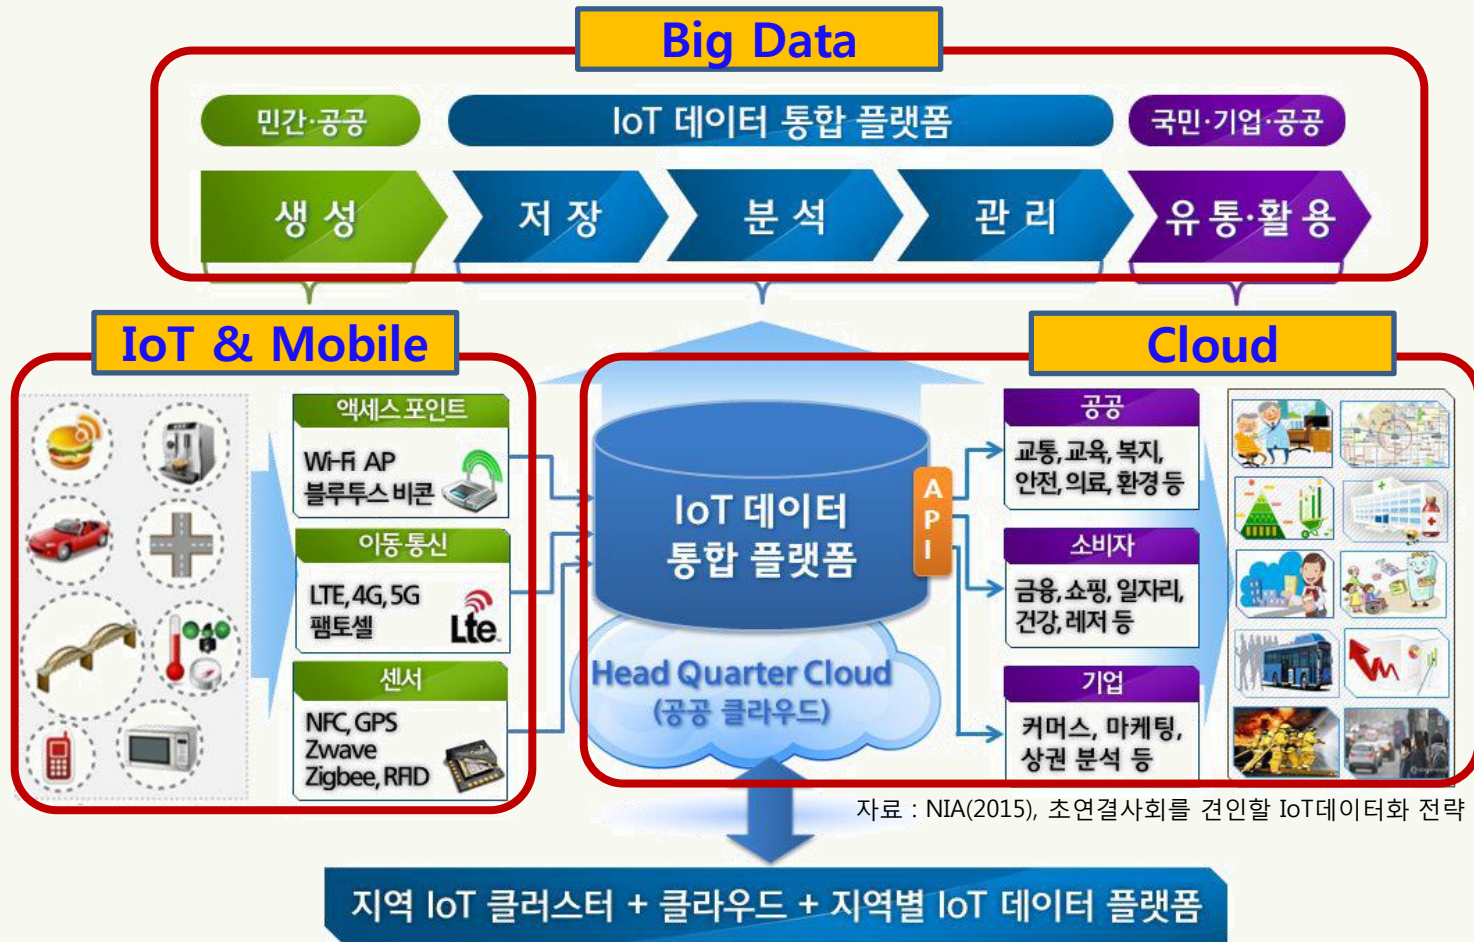 Big Data
민간·공공
IoT 데이터 통합 플랫폼
국민·기업·공공
생 성
저 장
분 석
관 리
유 통·활 용
IoT & Mobile
Cloud
액세스 포인트
Wi-Fi AP
블루투스 비콘
이동 통신
LTE, 4G, 5G
팸토셀
Lte
센서
NFC, GPS
Zwave
Zigbee, RFID
IoT 데이터
통합 플랫폼
API
Head Quarter Cloud
(공공 클라우드)
공공
교통, 교육, 복지,
안전, 의료, 환경 등
소비자
금융, 쇼핑, 일자리,
건강, 레저 등
기업
커머스, 마케팅,
상권 분석 등
자료 : NIA(2015), 초연결사회를 견인할 IoT데이터화 전략
지역 IoT 클러스터 + 클라우드 + 지역별 IoT 데이터 플랫폼